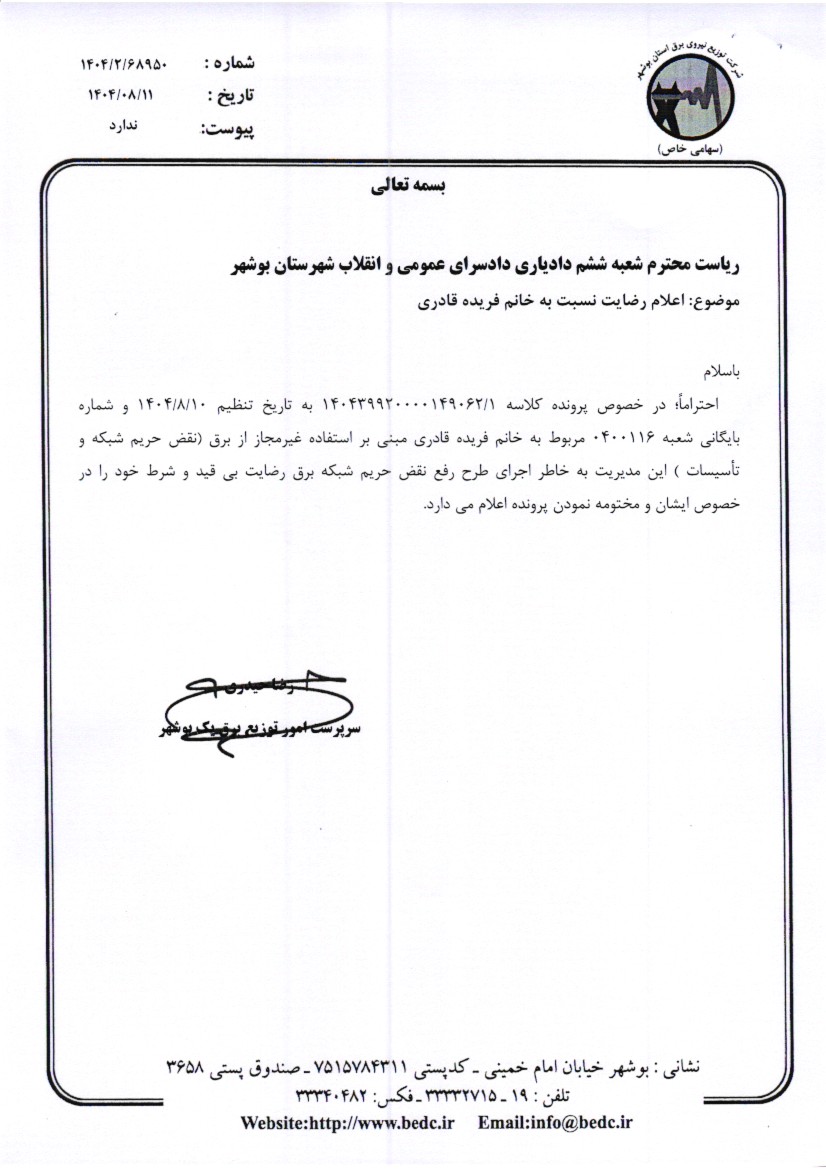 شرکت توزیع نیروی برق استان بوشهر
(سهامی خاص)
شماره : ۱۴۰۴/۲/۶۸۹۵۰
تاریخ : ۱۴۰۴/۰۸/۱۱
پیوست: ندارد
بسمه تعالی
ریاست محترم شعبه ششم دادیاری دادسرای عمومی و انقلاب شهرستان بوشهر
موضوع: اعلام رضایت نسبت به خانم فریده قادری
باسلام
احتراماً؛ در خصوص پرونده کلاسه ۱۴۰۴۳۹۹۲۰۰۰۰۱۴۹۰۶۲/۱ به تاریخ تنظیم ۱۴۰۴/۸/۱۰ و شماره
بایگانی شعبه ۰۴۰۰۱۱۶ مربوط به خانم فریده قادری مبنی بر استفاده غیرمجاز از برق (نقض حریم شبکه و
تأسیسات ) این مدیریت به خاطر اجرای طرح رفع نقض حریم شبکه برق رضایت بی قید و شرط خود را در
خصوص ایشان و مختومه نمودن پرونده اعلام می دارد.
رضا حیدری
سرپرست امور توزیع برق یک بوشهر
نشانی : بوشهر خیابان امام خمینی ـ کدپستی ۷۵۱۵۷۸۴۳۱۱ ـ صندوق پستی ۳۶۵۸
تلفن : ۱۹ ـ ۳۳۳۳۲۷۱۵ ـ فکس: ۳۳۳۴۰۴۸۲
Website:http://www.bedc.ir Email:info@bedc.ir